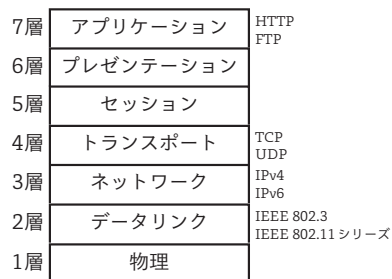 7層 アプリケーション HTTP
FTP
6層 プレゼンテーション
5層 セッション
4層 トランスポート TCP
UDP
3層 ネットワーク IPv4
IPv6
2層 データリンク IEEE 802.3
IEEE 802.11シリーズ
1層 物理